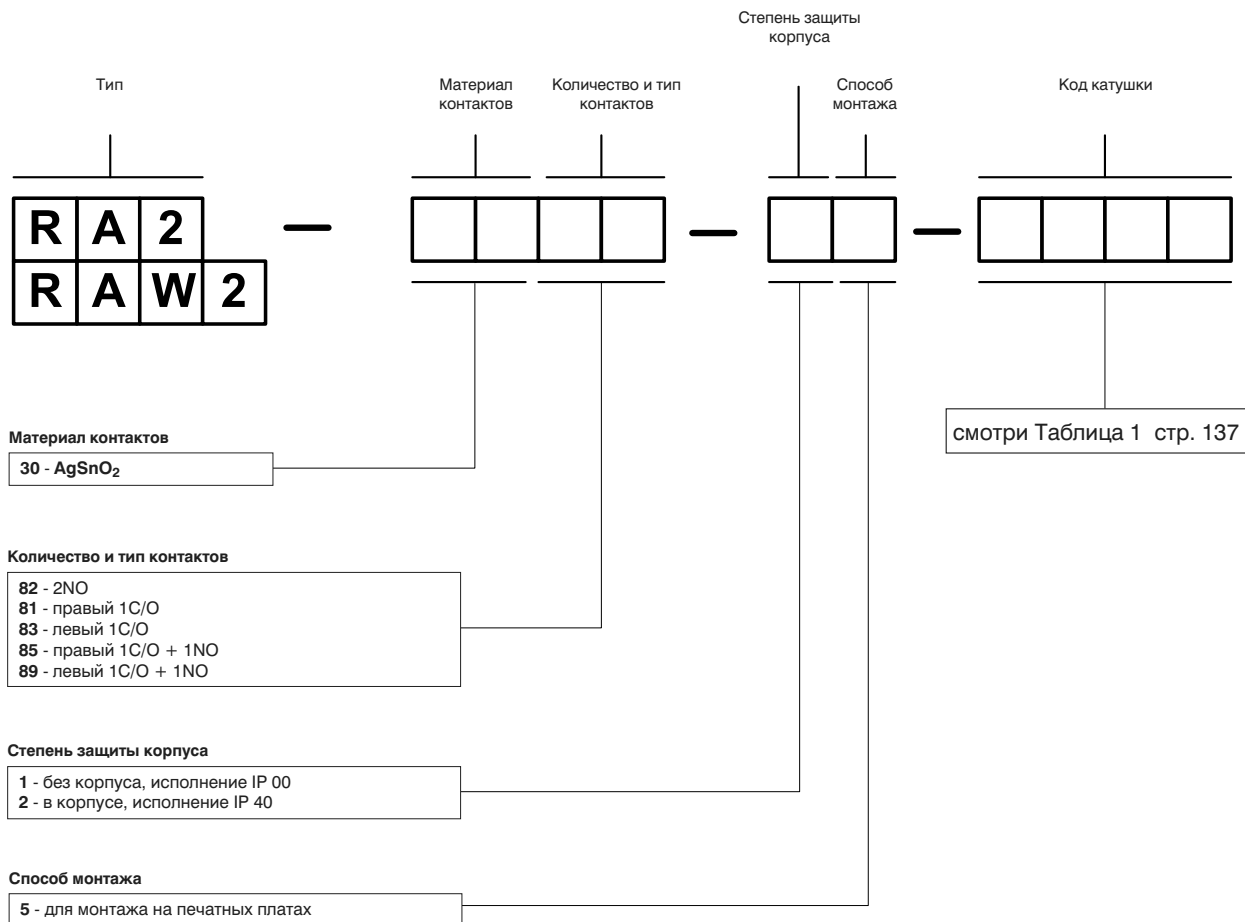 Степень защиты
корпуса
Тип
Материал
контактов
Количество и тип
контактов
Способ
монтажа
Код катушки
R A 2
R A W 2
смотри Таблица 1 стр. 137
Материал контактов
30 - AgSnO₂
Количество и тип контактов
82 - 2NO
81 - правый 1C/O
83 - левый 1C/O
85 - правый 1C/O + 1NO
89 - левый 1C/O + 1NO
Степень защиты корпуса
1 - без корпуса, исполнение IP 00
2 - в корпусе, исполнение IP 40
Способ монтажа
5 - для монтажа на печатных платах